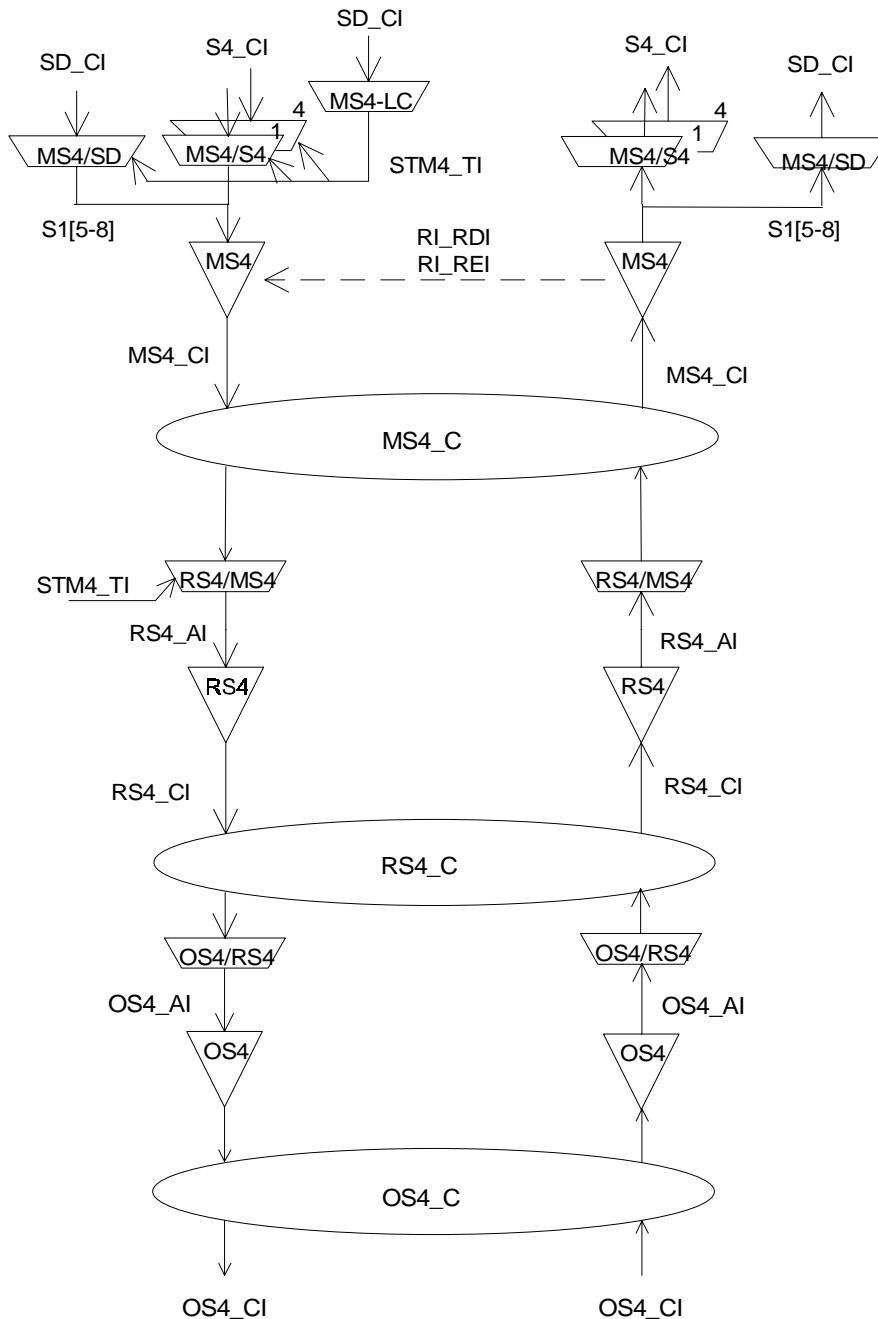 SD_CI
S4_CI
S4_CI
SD_CI
SD_CI
MS4-LC
4
4
1
1
MS4/SD
MS4/S4
STM4_TI
MS4/S4
MS4/SD
S1[5-8]
RI_RDI
S1[5-8]
MS4
RI_REI
MS4
MS4_CI
MS4_CI
MS4_C
RS4/MS4
RS4/MS4
STM4_TI
RS4_AI
RS4_AI
RS4
RS4
RS4_CI
RS4_CI
RS4_C
OS4/RS4
OS4/RS4
OS4_AI
OS4_AI
OS4
OS4
OS4_C
OS4_CI
OS4_CI